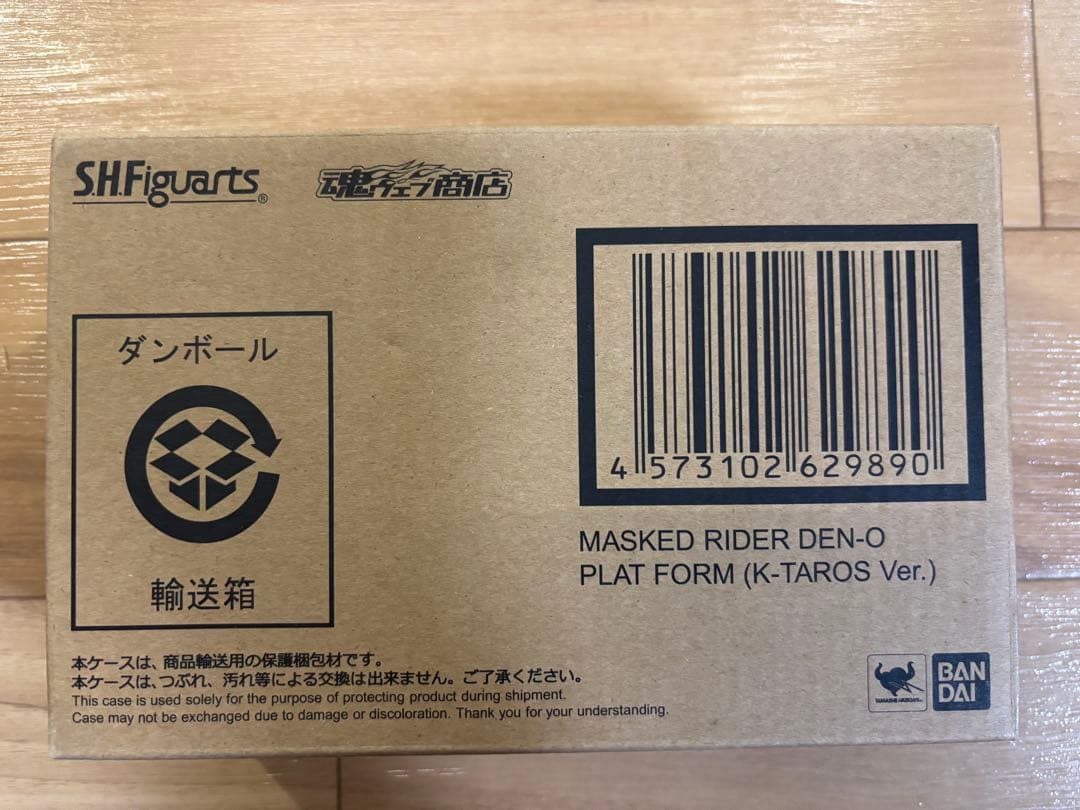 S.H.Figuarts®
魂ウェブ商店
ダンボール
輸送箱
4 573102 629890
MASKED RIDER DEN-O
PLAT FORM (K-TAROS Ver.)
本ケースは、商品輸送用の保護梱包材です。
本ケースは、つぶれ、汚れ等による交換は出来ません。ご了承ください。
This case is used solely for the purpose of protecting product during shipment.
Case may not be exchanged due to damage or discoloration. Thank you for your understanding.
BAN
DAI